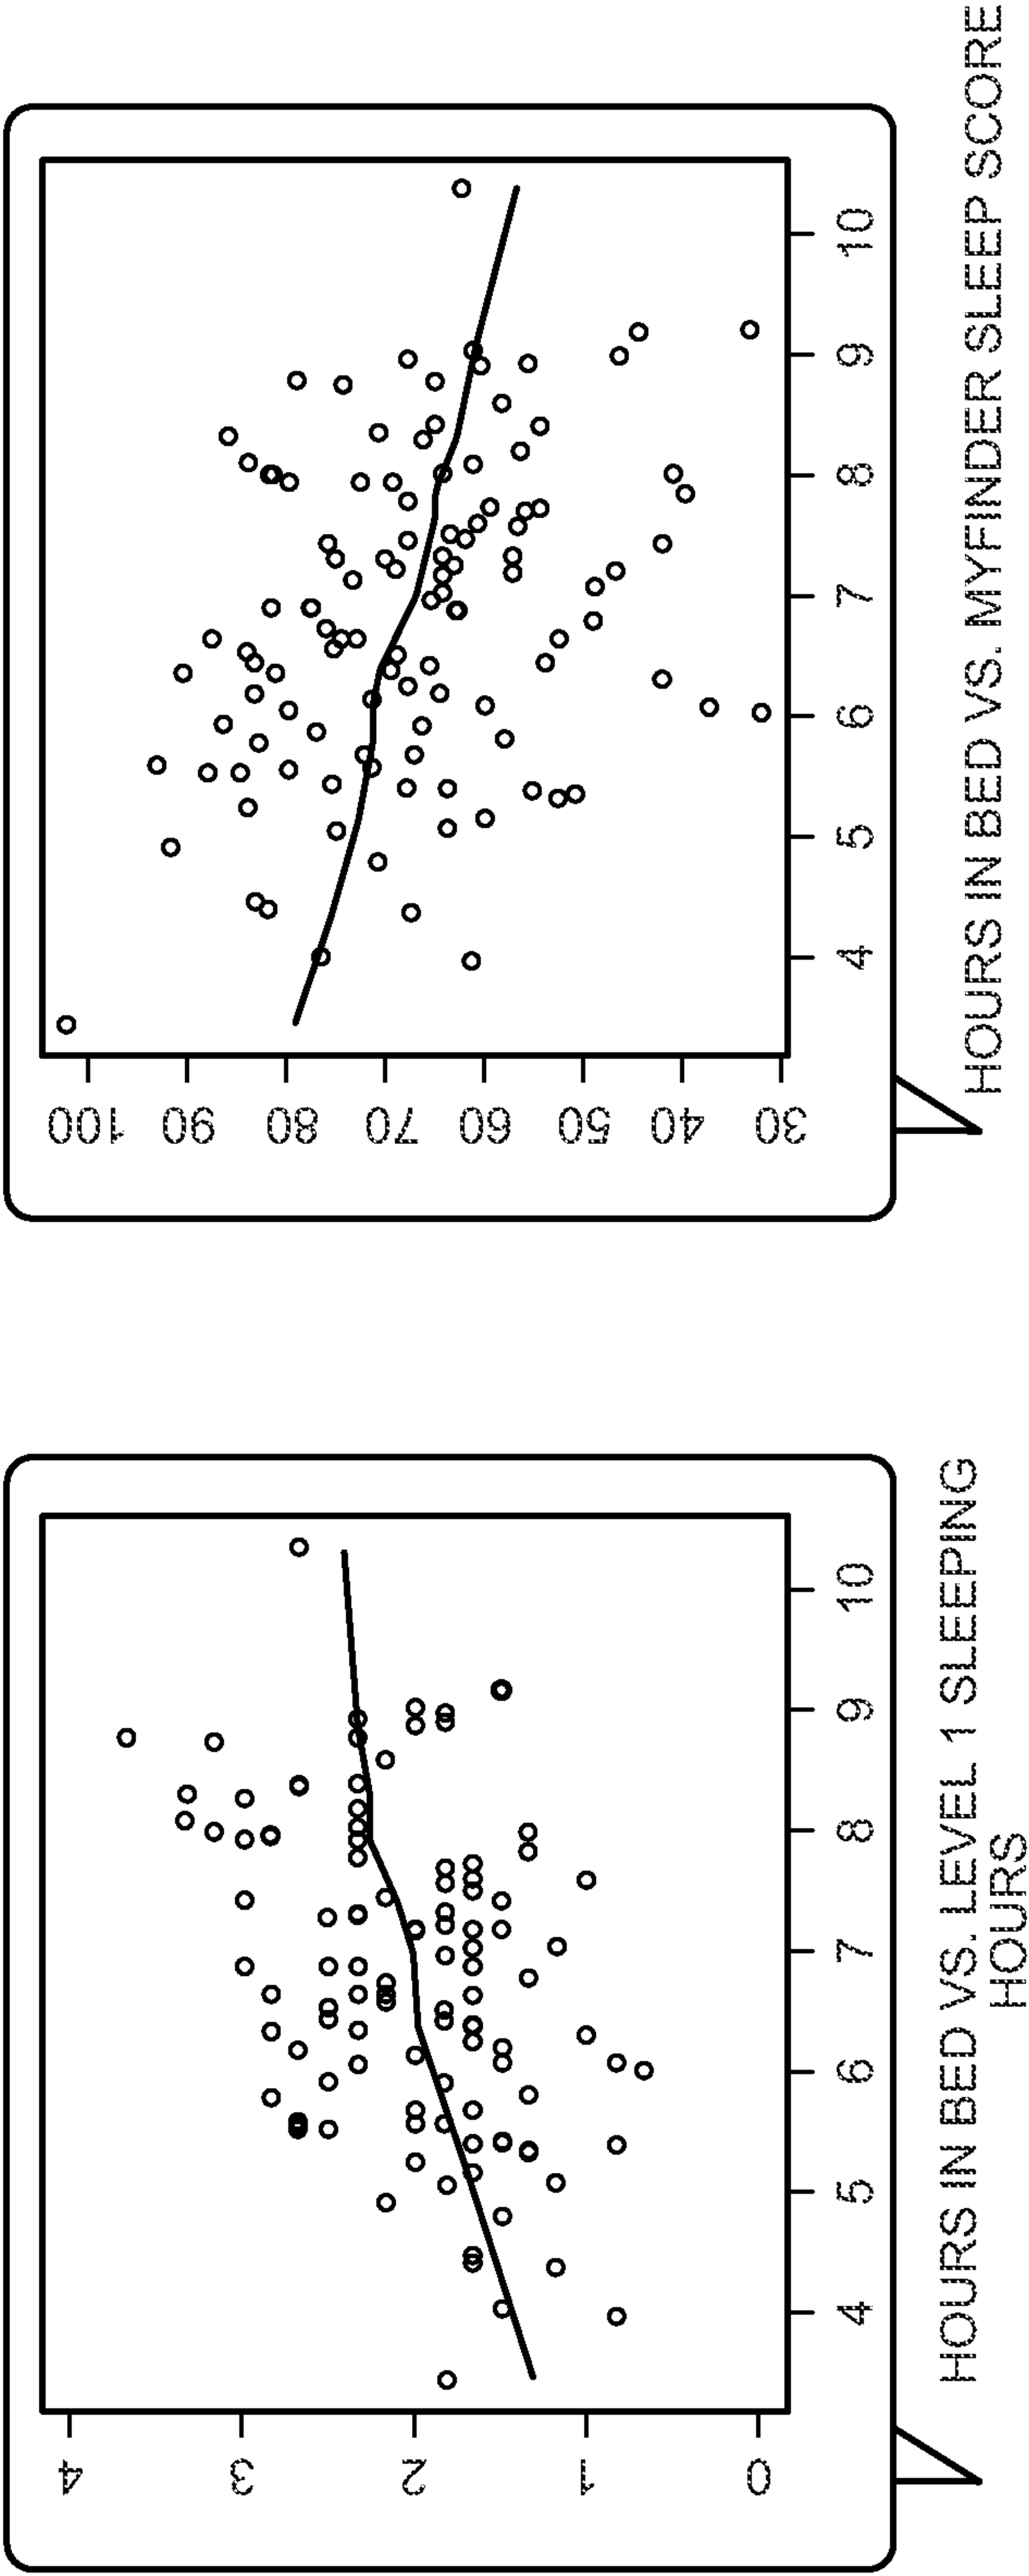 4
3
2
1
0
4 5 6 7 8 9 10
HOURS IN BED VS. LEVEL 1 SLEEPING
HOURS
100
90
80
70
60
50
40
30
4 5 6 7 8 9 10
HOURS IN BED VS. MYFINDER SLEEP SCORE